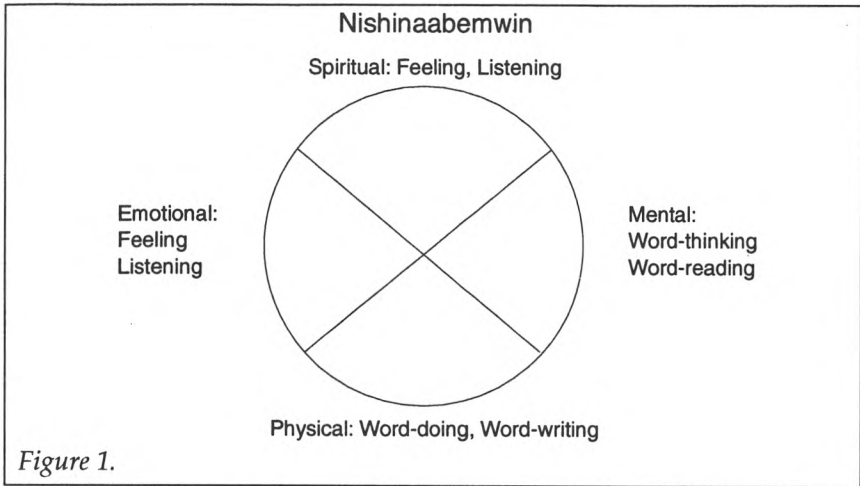 Nishinaabemwin
Spiritual: Feeling, Listening
Emotional:
Feeling
Listening
Mental:
Word-thinking
Word-reading
Physical: Word-doing, Word-writing
Figure 1.